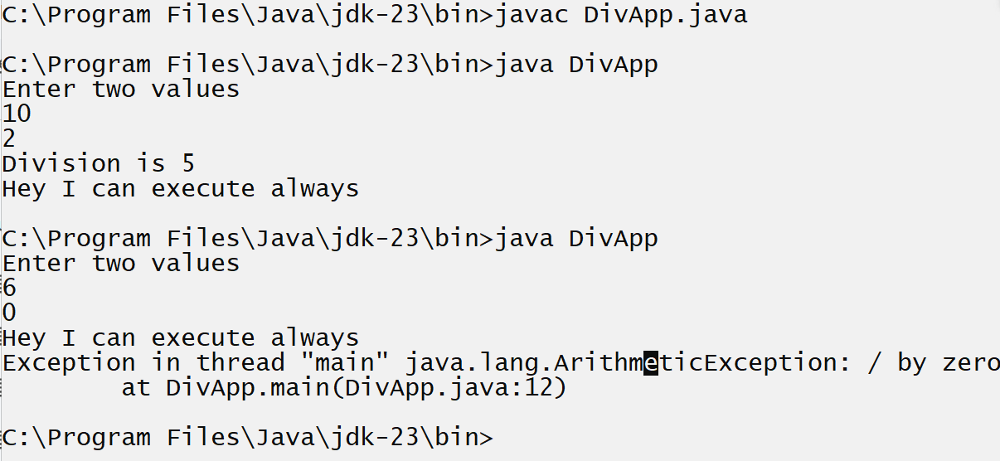 C:\Program Files\Java\jdk-23\bin>javac DivApp.java
C:\Program Files\Java\jdk-23\bin>java DivApp
Enter two values
10
2
Division is 5
Hey I can execute always
C:\Program Files\Java\jdk-23\bin>java DivApp
Enter two values
6
0
Hey I can execute always
Exception in thread "main" java.lang.ArithmeticException: / by zero
at DivApp.main(DivApp.java:12)
C:\Program Files\Java\jdk-23\bin>